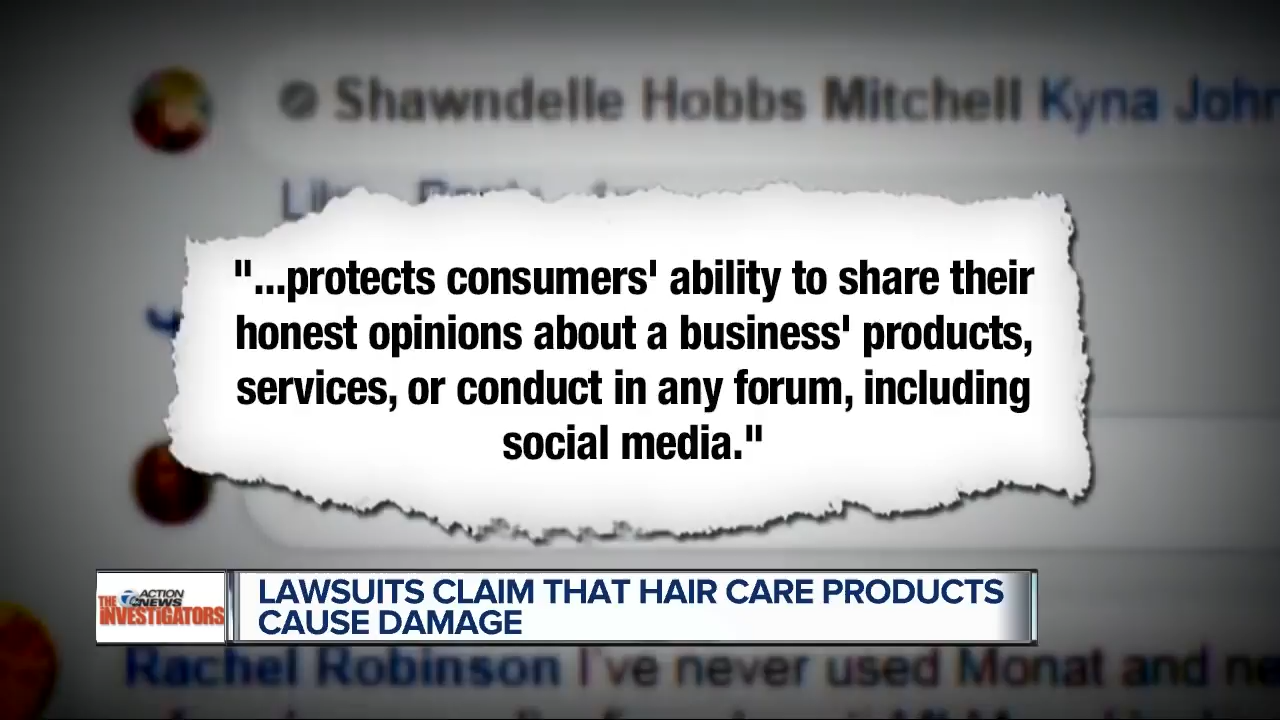 Shawndelle Hobbs Mitchell Kyna John
"...protects consumers' ability to share their
honest opinions about a business' products,
services, or conduct in any forum, including
social media."
THE 7 ACTION NEWS INVESTIGATORS
LAWSUITS CLAIM THAT HAIR CARE PRODUCTS
CAUSE DAMAGE
Rachel Robinson I've never used Monat and ne